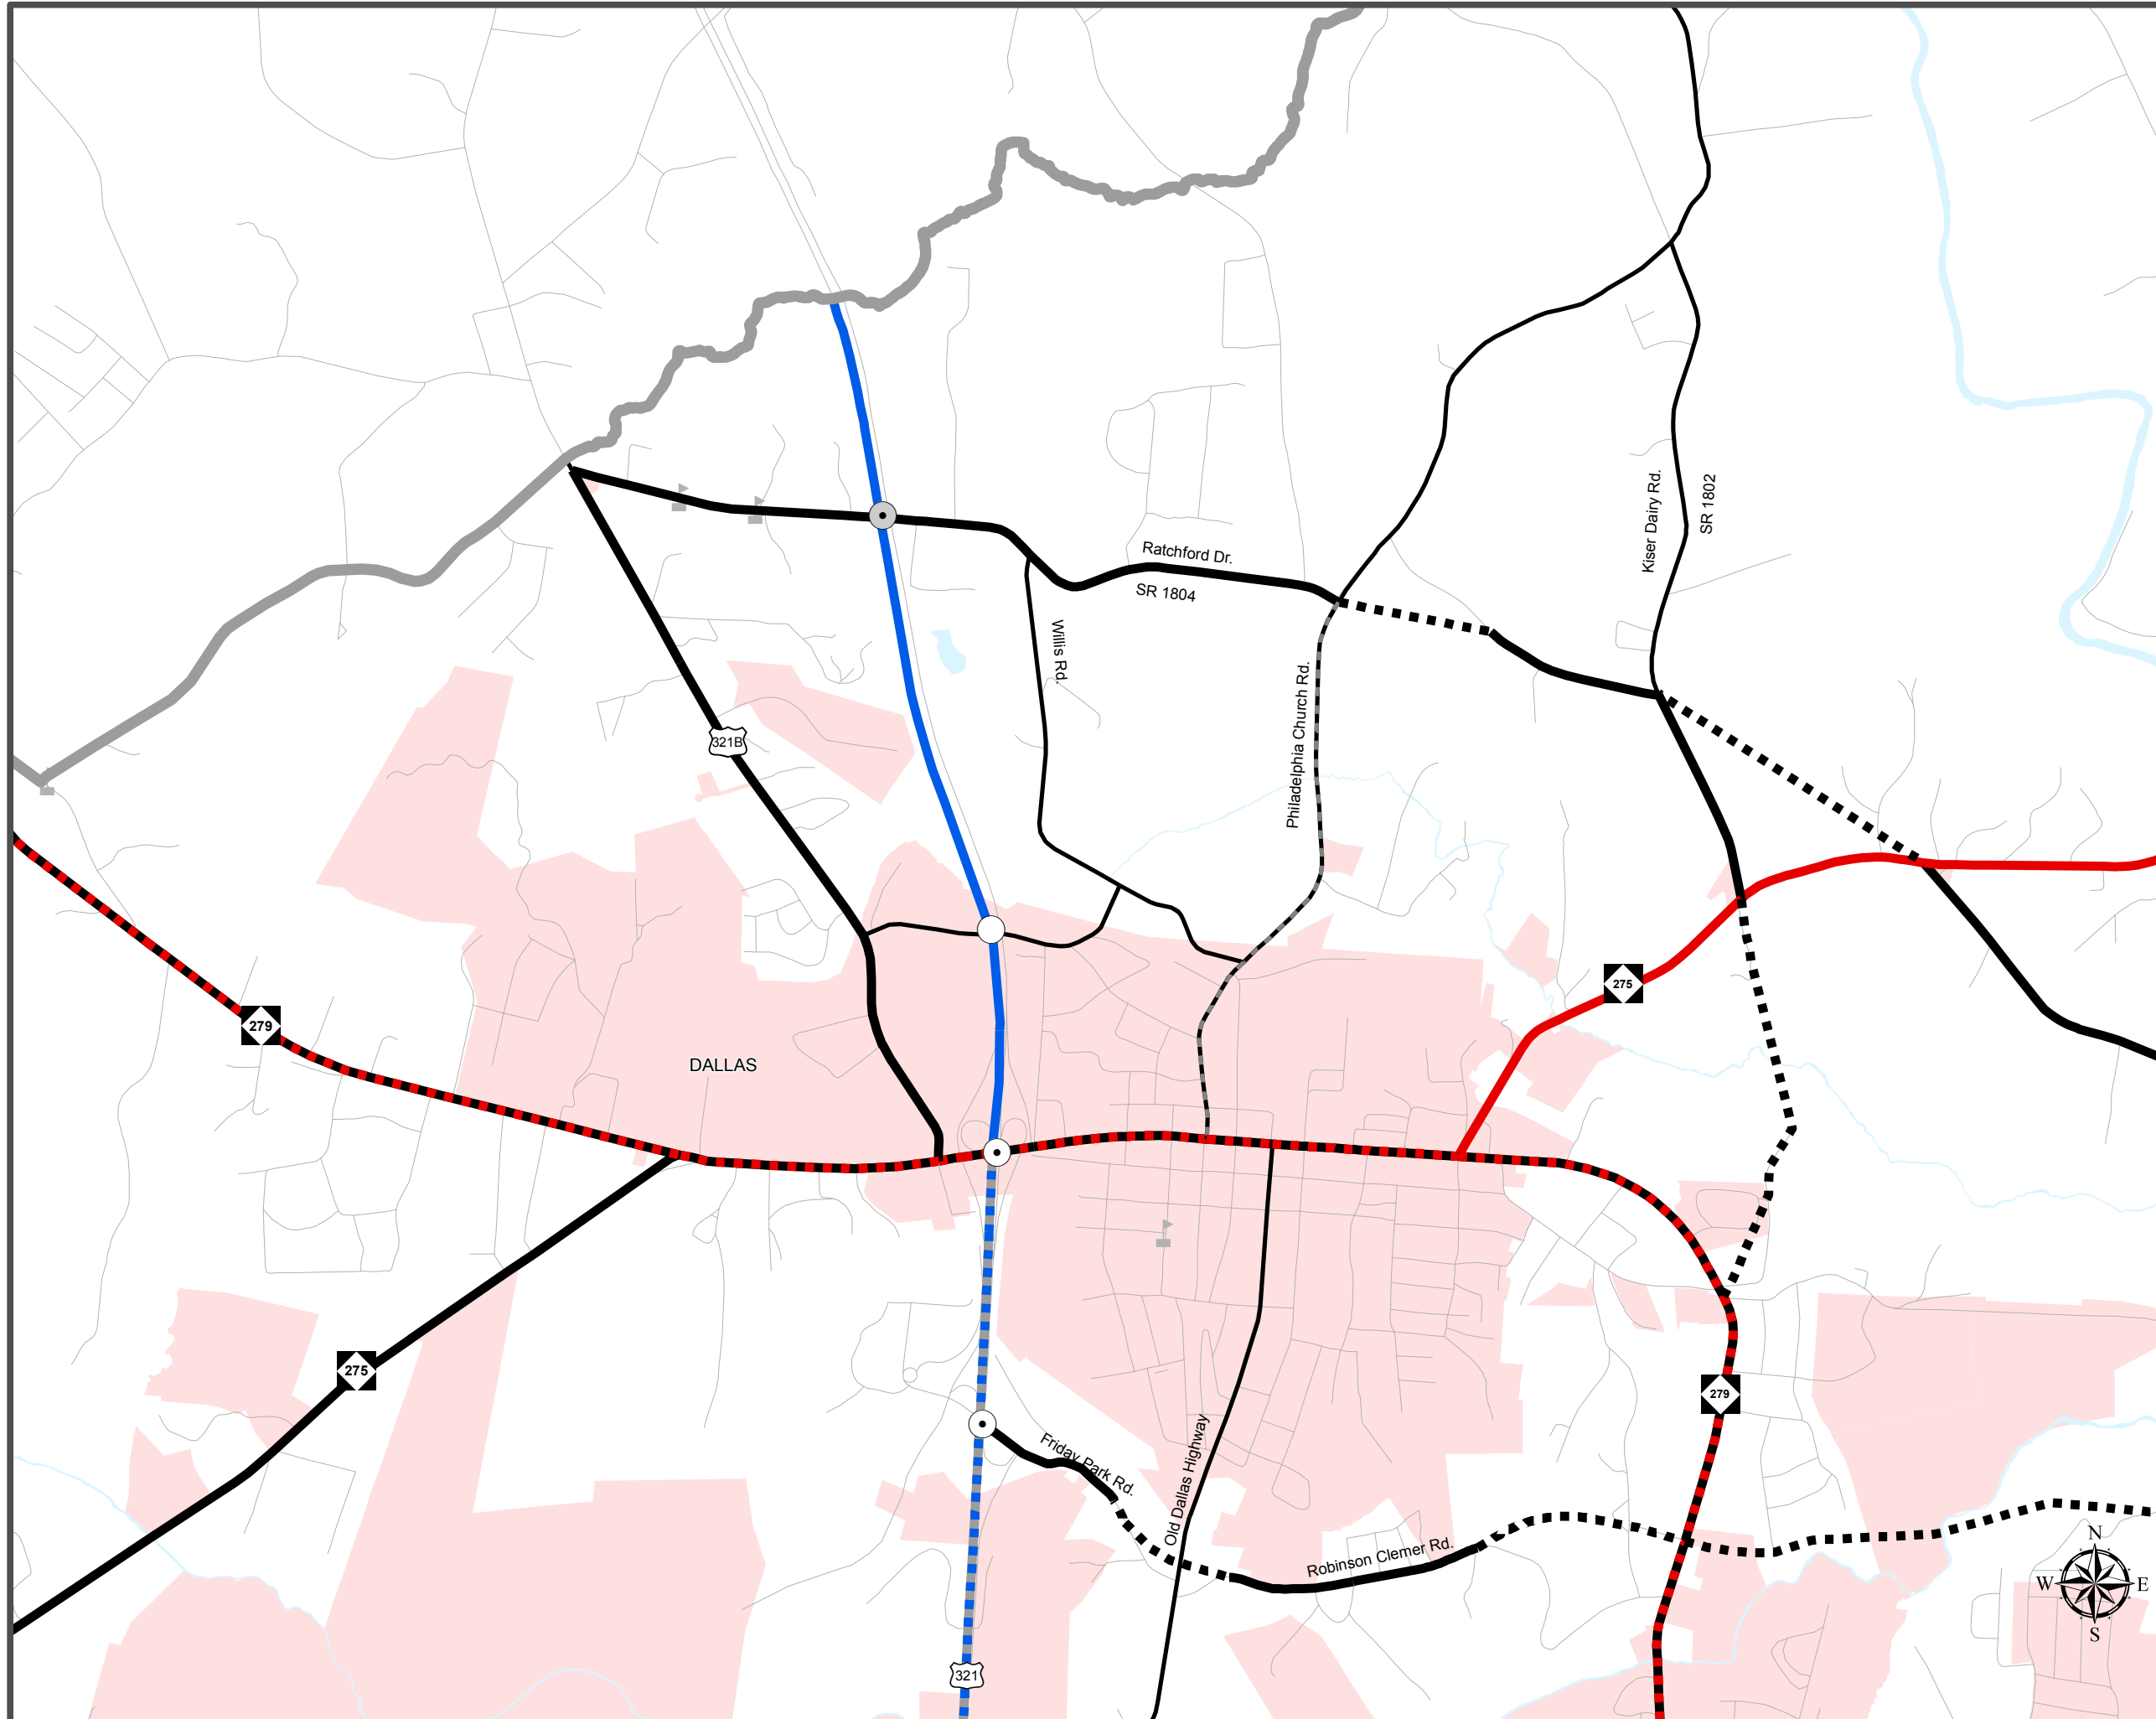 Kiser Dairy Rd.
SR 1802
Ratchford Dr.
SR 1804
Willis Rd.
Philadelphia Church Rd.
321B
275
279
DALLAS
275
279
Friday Park Rd.
Old Dallas Highway
Robinson Clemer Rd.
N
W E
S
321